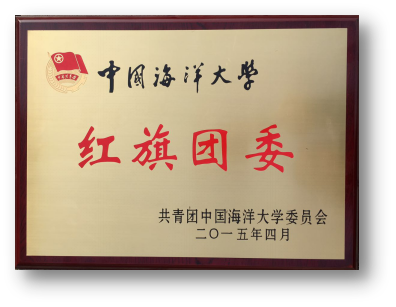 中国海洋大学
红旗团委
共青团中国海洋大学委员会
二〇一五年四月